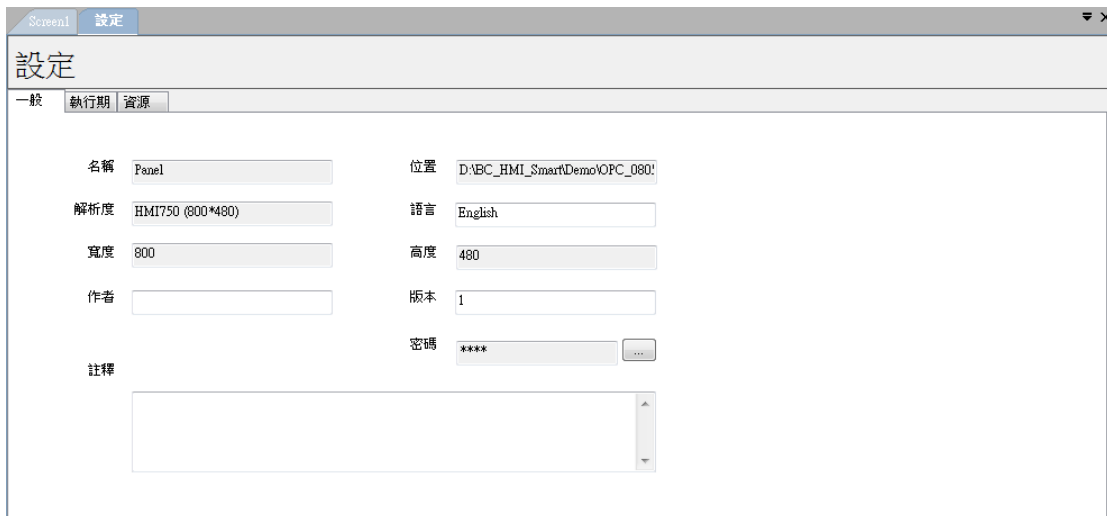 Screen1 設定
設定
一般 執行期 資源
名稱 Panel 位置 D:\BC_HMI_Smart\Demo\OPC_080!
解析度 HMI750 (800*480) 語言 English
寬度 800 高度 480
作者 版本 1
密碼 **** ...
註釋